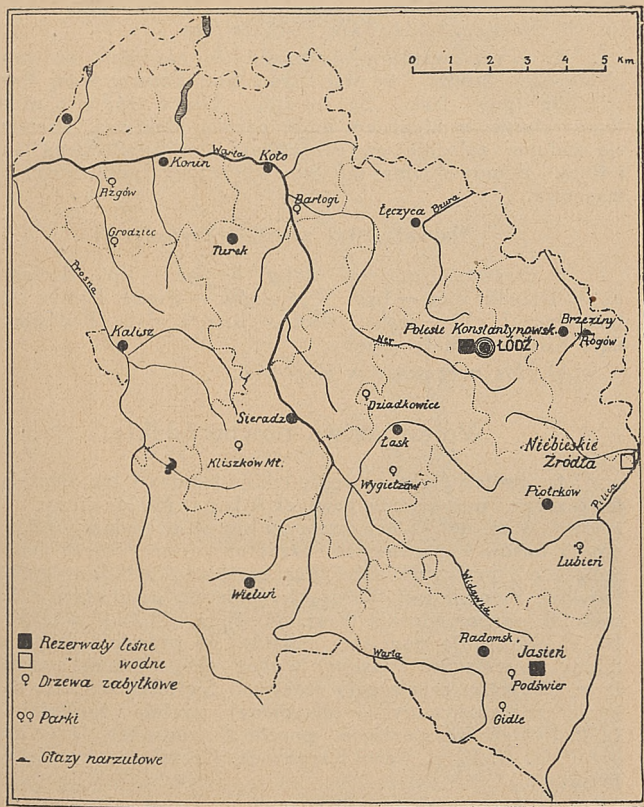 0 1 2 3 4 5 Km
Warta
Konin
Koło
Rzgów
Barłogi
Łęczyca
Bzura
Grodziec
Turek
Prosna
Brzeziny
Polesie Konstantynowsk.
ŁÓDŹ
Rogów
Kalisz
Ner
Dziadkowice
Sieradz
Łask
Niebieskie
Źródła
Kliszków Mł.
Wygiełzów
Piotrków
Pilica
Lubień
Wieluń
Widawka
Radomsk.
Jasień
Warta
Podświer
Gidle
Rezerwaty leśne
wodne
Drzewa zabytkowe
Parki
Głazy narzutowe